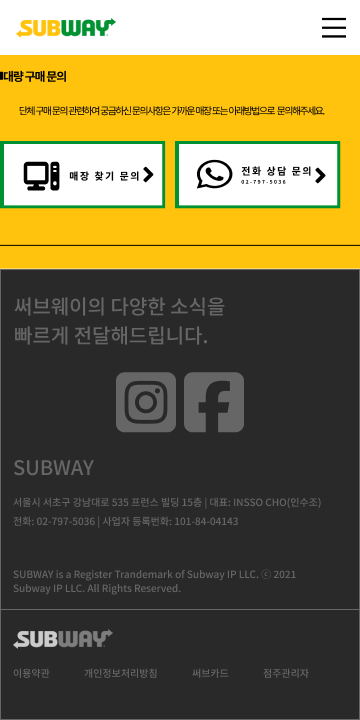 SUBWAY
대량 구매 문의
단체 구매 문의 관련하여 궁금하신 문의사항은 가까운 매장 또는 아래방법으로 문의해주세요.
매장 찾기 문의
전화 상담 문의
02-797-5036
써브웨이의 다양한 소식을
빠르게 전달해드립니다.
SUBWAY
서울시 서초구 강남대로 535 프런스 빌딩 15층 | 대표: INSSO CHO(인수조)
전화: 02-797-5036 | 사업자 등록번호: 101-84-04143
SUBWAY is a Register Trandemark of Subway IP LLC. ⓒ 2021
Subway IP LLC. All Rights Reserved.
SUBWAY
이용약관 개인정보처리방침 써브카드 점주관리자